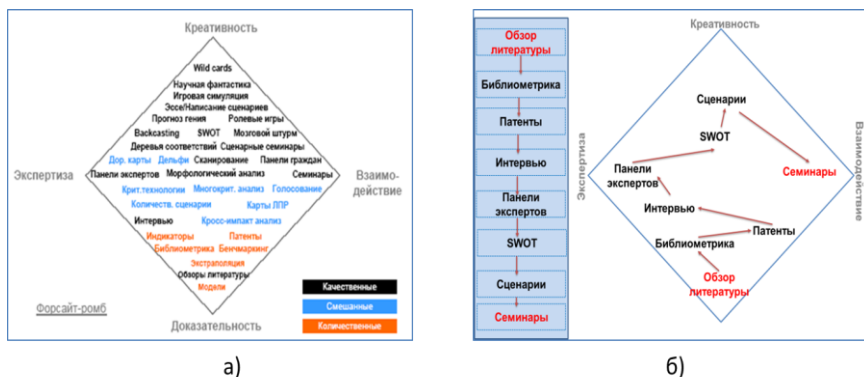 Креативность
Wild cards
Научная фантастика
Игровая симуляция
Эссе/Написание сценариев
Прогноз гения Ролевые игры
Backcasting SWOT Мозговой штурм
Деревья соответствий Сценарные семинары
Дор. карты Дельфи Сканирование Панели граждан
Экспертиза
Панели экспертов Морфологический анализ Семинары
Взаимо-
действие
Крит.технологии Многокрит. анализ Голосование
Количеств. сценарии Карты ЛПР
Интервью Кросс-импакт анализ
Индикаторы Патенты
Библиометрика Бенчмаркинг
Экстраполяция
Обзоры литературы
Модели
Форсайт-ромб
Доказательность
Качественные
Смешанные
Количественные
а)
Обзор
литературы
Библиометрика
Патенты
Интервью
Панели
экспертов
SWOT
Сценарии
Семинары
Креативность
Экспертиза
Взаимодействие
Сценарии
SWOT
Семинары
Панели
экспертов
Интервью
Патенты
Библиометрика
Обзор
литературы
б)